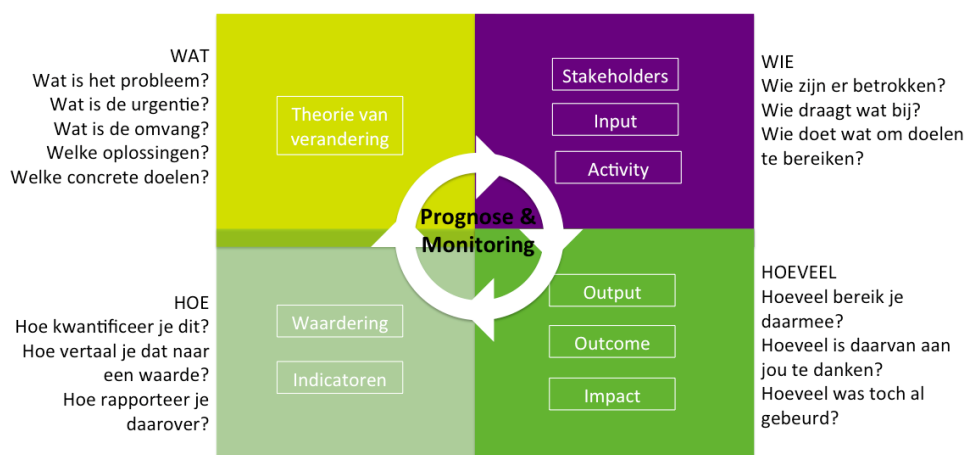 WAT
Wat is het probleem?
Wat is de urgentie?
Wat is de omvang?
Welke oplossingen?
Welke concrete doelen?
Theorie van
verandering
Stakeholders
Input
Activity
WIE
Wie zijn er betrokken?
Wie draagt wat bij?
Wie doet wat om doelen
te bereiken?
Prognose &
Monitoring
HOE
Hoe kwantificeer je dit?
Hoe vertaal je dat naar
een waarde?
Hoe rapporteer je
daarover?
Waardering
Indicatoren
Output
Outcome
Impact
HOEVEEL
Hoeveel bereik je
daarmee?
Hoeveel is daarvan aan
jou te danken?
Hoeveel was toch al
gebeurd?